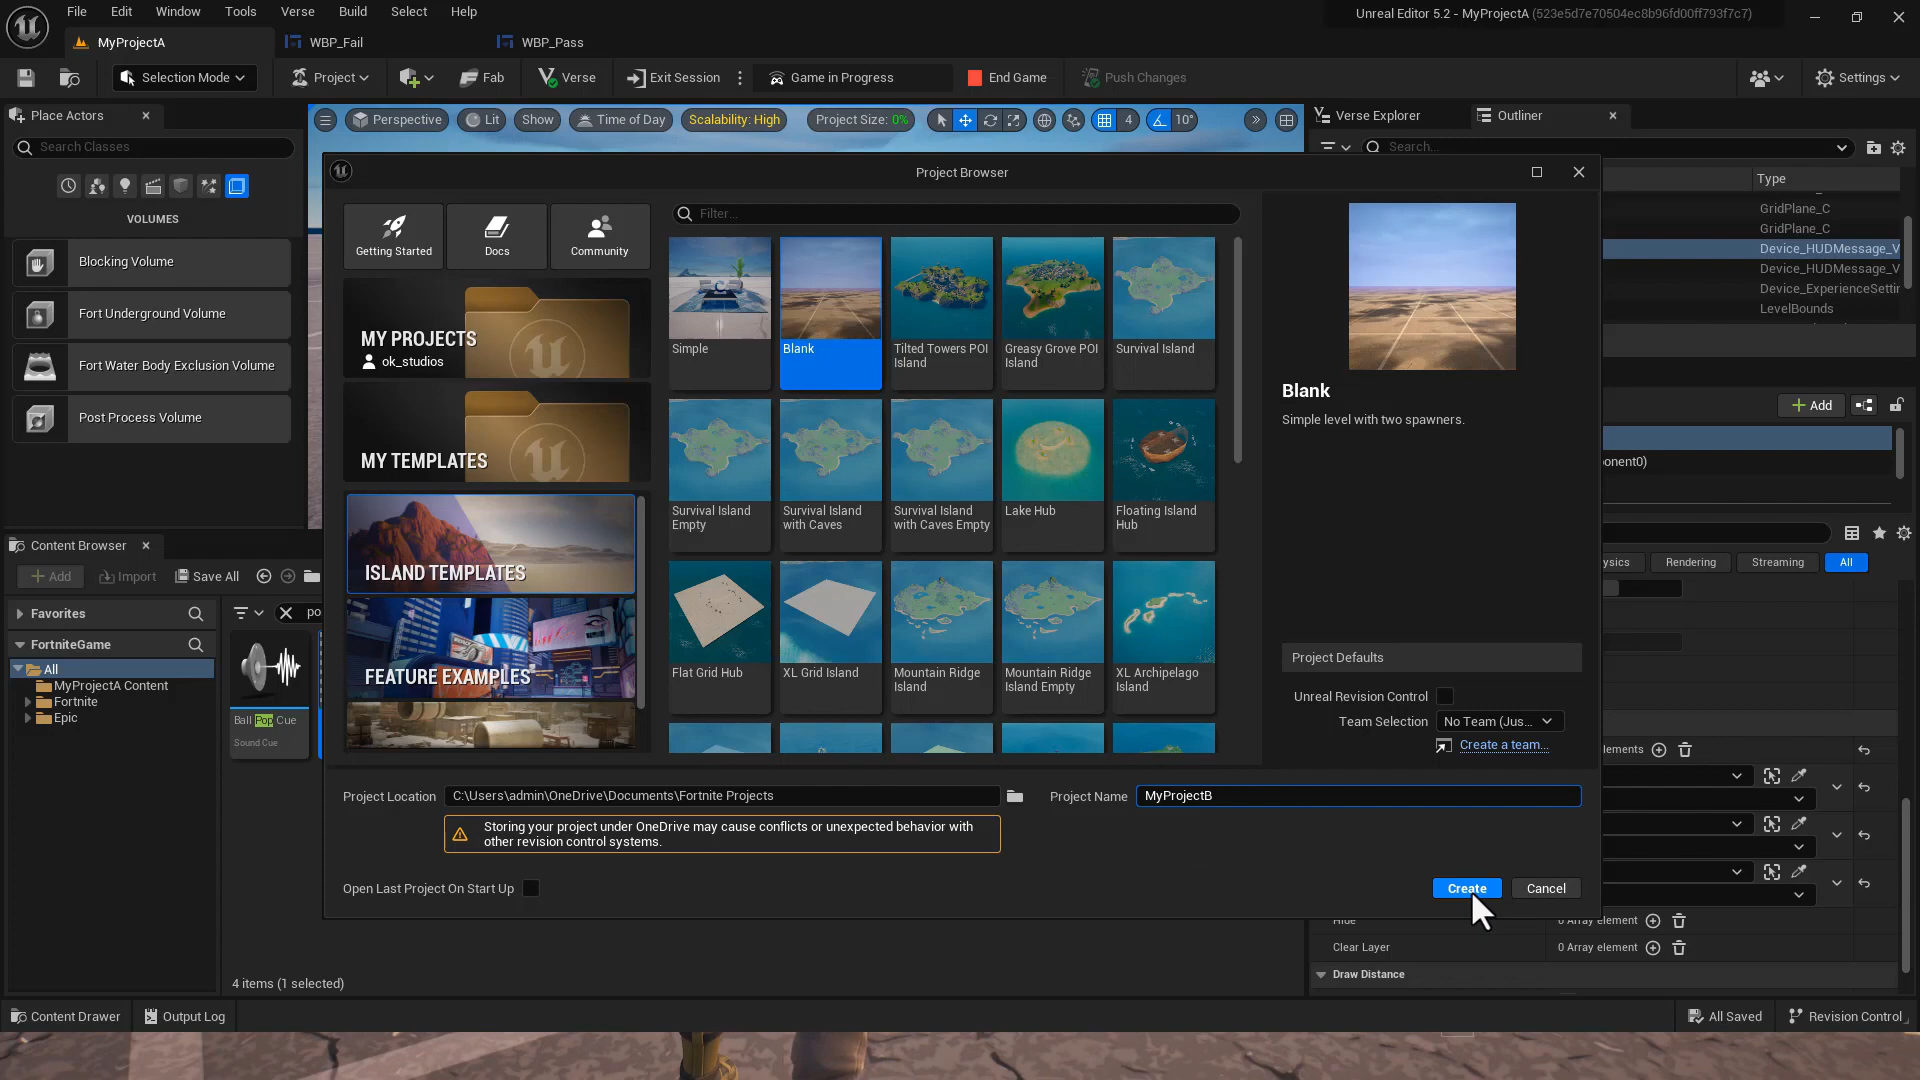 File Edit Window Tools Verse Build Select Help
Unreal Editor 5.2 - MyProjectA (523e5d7e70504ec8b96fd00ff793f7c7)
MyProjectA
WBP_Fail
WBP_Pass
Selection Mode
Project
Fab
Verse
Exit Session
Game in Progress
End Game
Push Changes
Settings
Place Actors
Perspective
Lit
Show
Time of Day
Scalability: High
Project Size: 0%
4
10°
Verse Explorer
Outliner
Search Classes
Search...
VOLUMES
Blocking Volume
Fort Underground Volume
Fort Water Body Exclusion Volume
Post Process Volume
Type
GridPlane_C
GridPlane_C
Device_HUDMessage_V
Device_HUDMessage_V
Device_ExperienceSettin
LevelBounds
Project Browser
Getting Started
Docs
Community
Filter...
MY PROJECTS
ok_studios
MY TEMPLATES
ISLAND TEMPLATES
FEATURE EXAMPLES
Simple
Blank
Tilted Towers POI
Island
Greasy Grove POI
Island
Survival Island
Survival Island
Empty
Survival Island
with Caves
Survival Island
with Caves Empty
Lake Hub
Floating Island
Hub
Flat Grid Hub
XL Grid Island
Mountain Ridge
Island
Mountain Ridge
Island Empty
XL Archipelago
Island
Blank
Simple level with two spawners.
Project Defaults
Unreal Revision Control
Team Selection
No Team (Jus...
Create a team...
Project Location
C:\Users\admin\OneDrive\Documents\Fortnite Projects
Project Name
MyProjectB
Storing your project under OneDrive may cause conflicts or unexpected behavior with
other revision control systems.
Open Last Project On Start Up
Create
Cancel
Add
onent0)
ysics
Rendering
Streaming
All
lements
0 Array element
Clear Layer
0 Array element
Draw Distance
Content Browser
Add
Import
Save All
Favorites
po
FortniteGame
All
MyProjectA Content
Fortnite
Epic
Ball Pop Cue
Sound Cue
4 items (1 selected)
Content Drawer
Output Log
All Saved
Revision Control